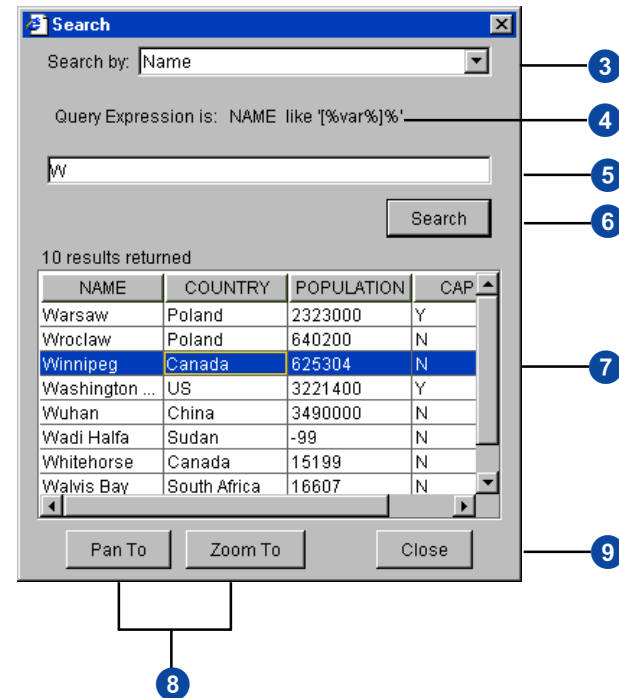 Search
Search by: Name
3
Query Expression is: NAME like '[%var%]%'
4
W
5
Search
6
10 results returned
NAME COUNTRY POPULATION CAP
Warsaw Poland 2323000 Y
Wroclaw Poland 640200 N
Winnipeg Canada 625304 N
7
Washington ... US 3221400 Y
Wuhan China 3490000 N
Wadi Halfa Sudan -99 N
Whitehorse Canada 15199 N
Walvis Bay South Africa 16607 N
Pan To Zoom To Close
9
8